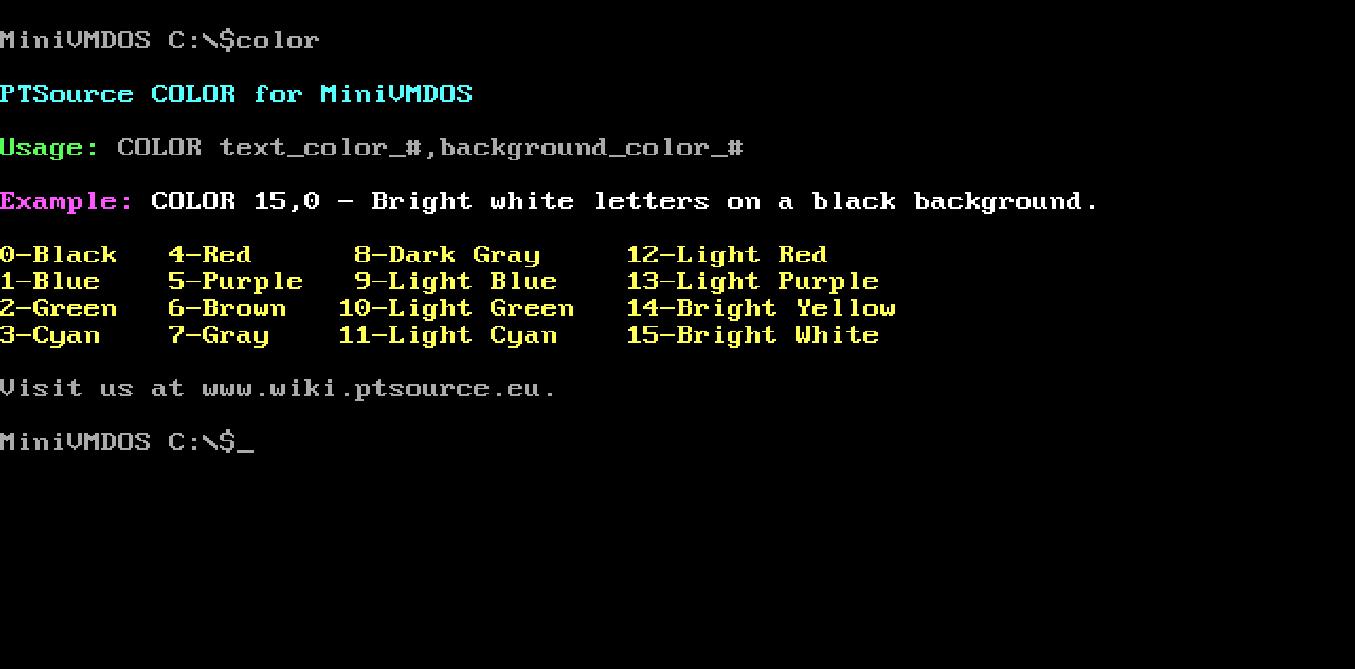 MiniVMDOS C:\$color
PTSource COLOR for MiniVMDOS
Usage: COLOR text_color_#,background_color_#
Example: COLOR 15,0 - Bright white letters on a black background.
0-Black   4-Red      8-Dark Gray     12-Light Red
1-Blue    5-Purple   9-Light Blue    13-Light Purple
2-Green   6-Brown   10-Light Green   14-Bright Yellow
3-Cyan    7-Gray    11-Light Cyan    15-Bright White
Visit us at www.wiki.ptsource.eu.
MiniVMDOS C:\$_